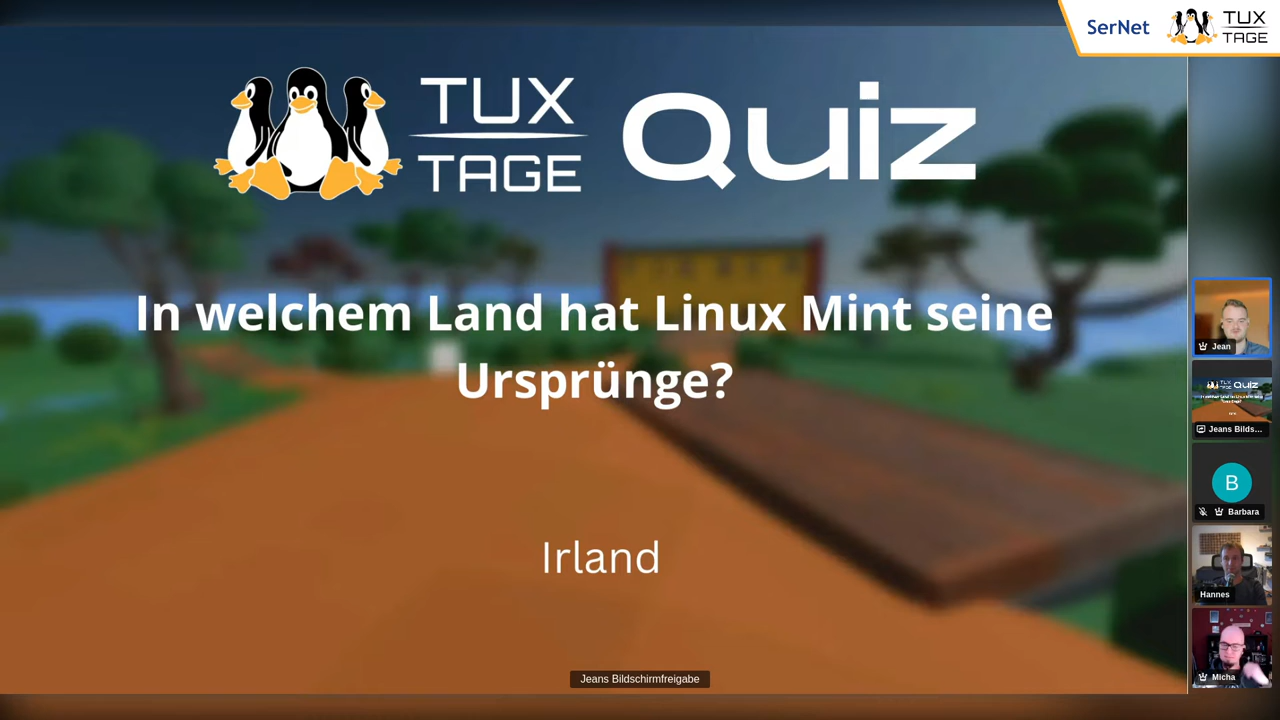 SerNet
TUX
TAGE
TUX
TAGE
Quiz
In welchem Land hat Linux Mint seine
Ursprünge?
Irland
Jeans Bildschirmfreigabe
Jean
Jeans Bilds...
B
Barbara
Hannes
Micha